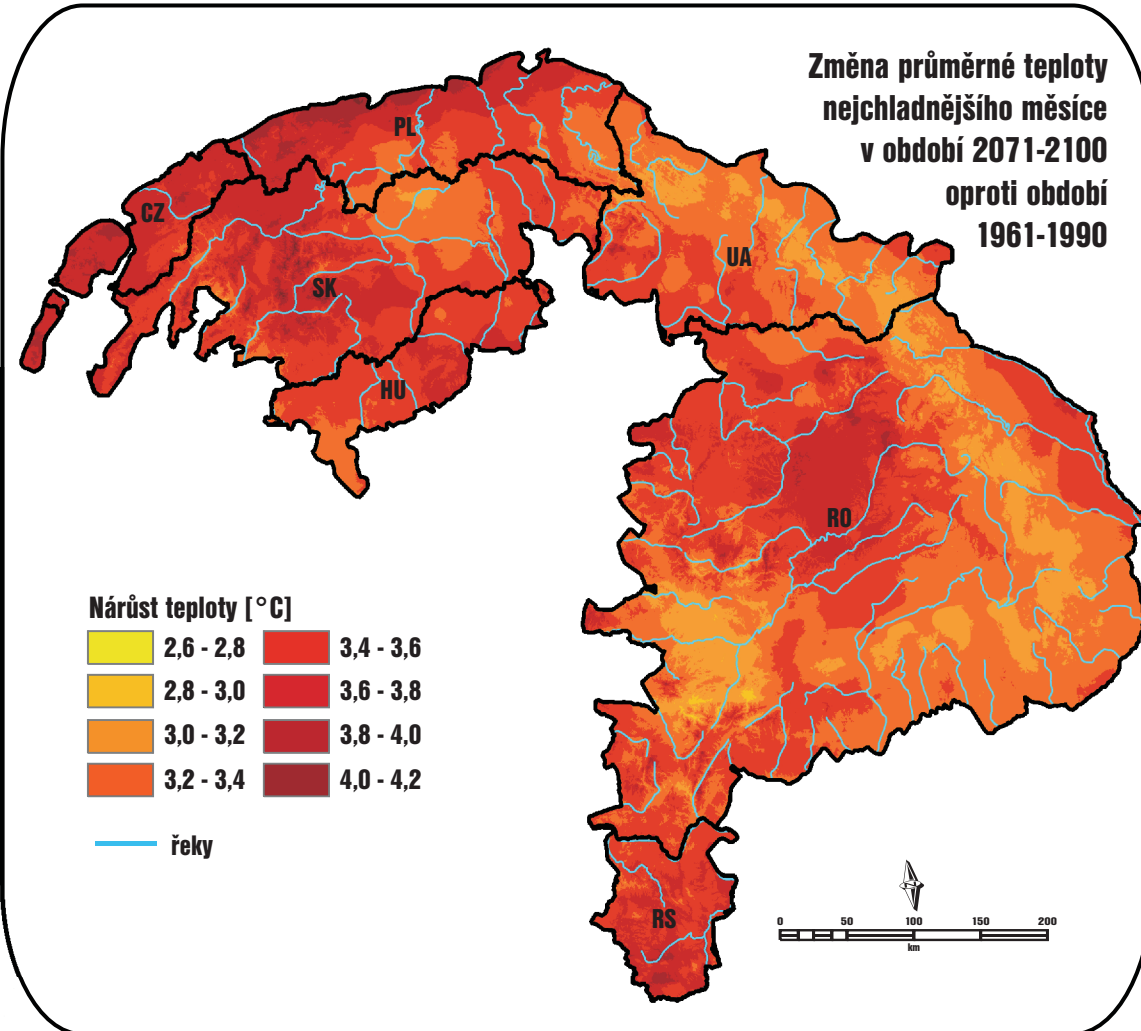 Změna průměrné teploty
nejchladnějšího měsíce
v období 2071-2100
oproti období
1961-1990
PL
CZ
UA
SK
HU
RO
RS
Nárůst teploty [°C]
2,6 - 2,8
3,4 - 3,6
2,8 - 3,0
3,6 - 3,8
3,0 - 3,2
3,8 - 4,0
3,2 - 3,4
4,0 - 4,2
řeky
0 50 100 150 200
km